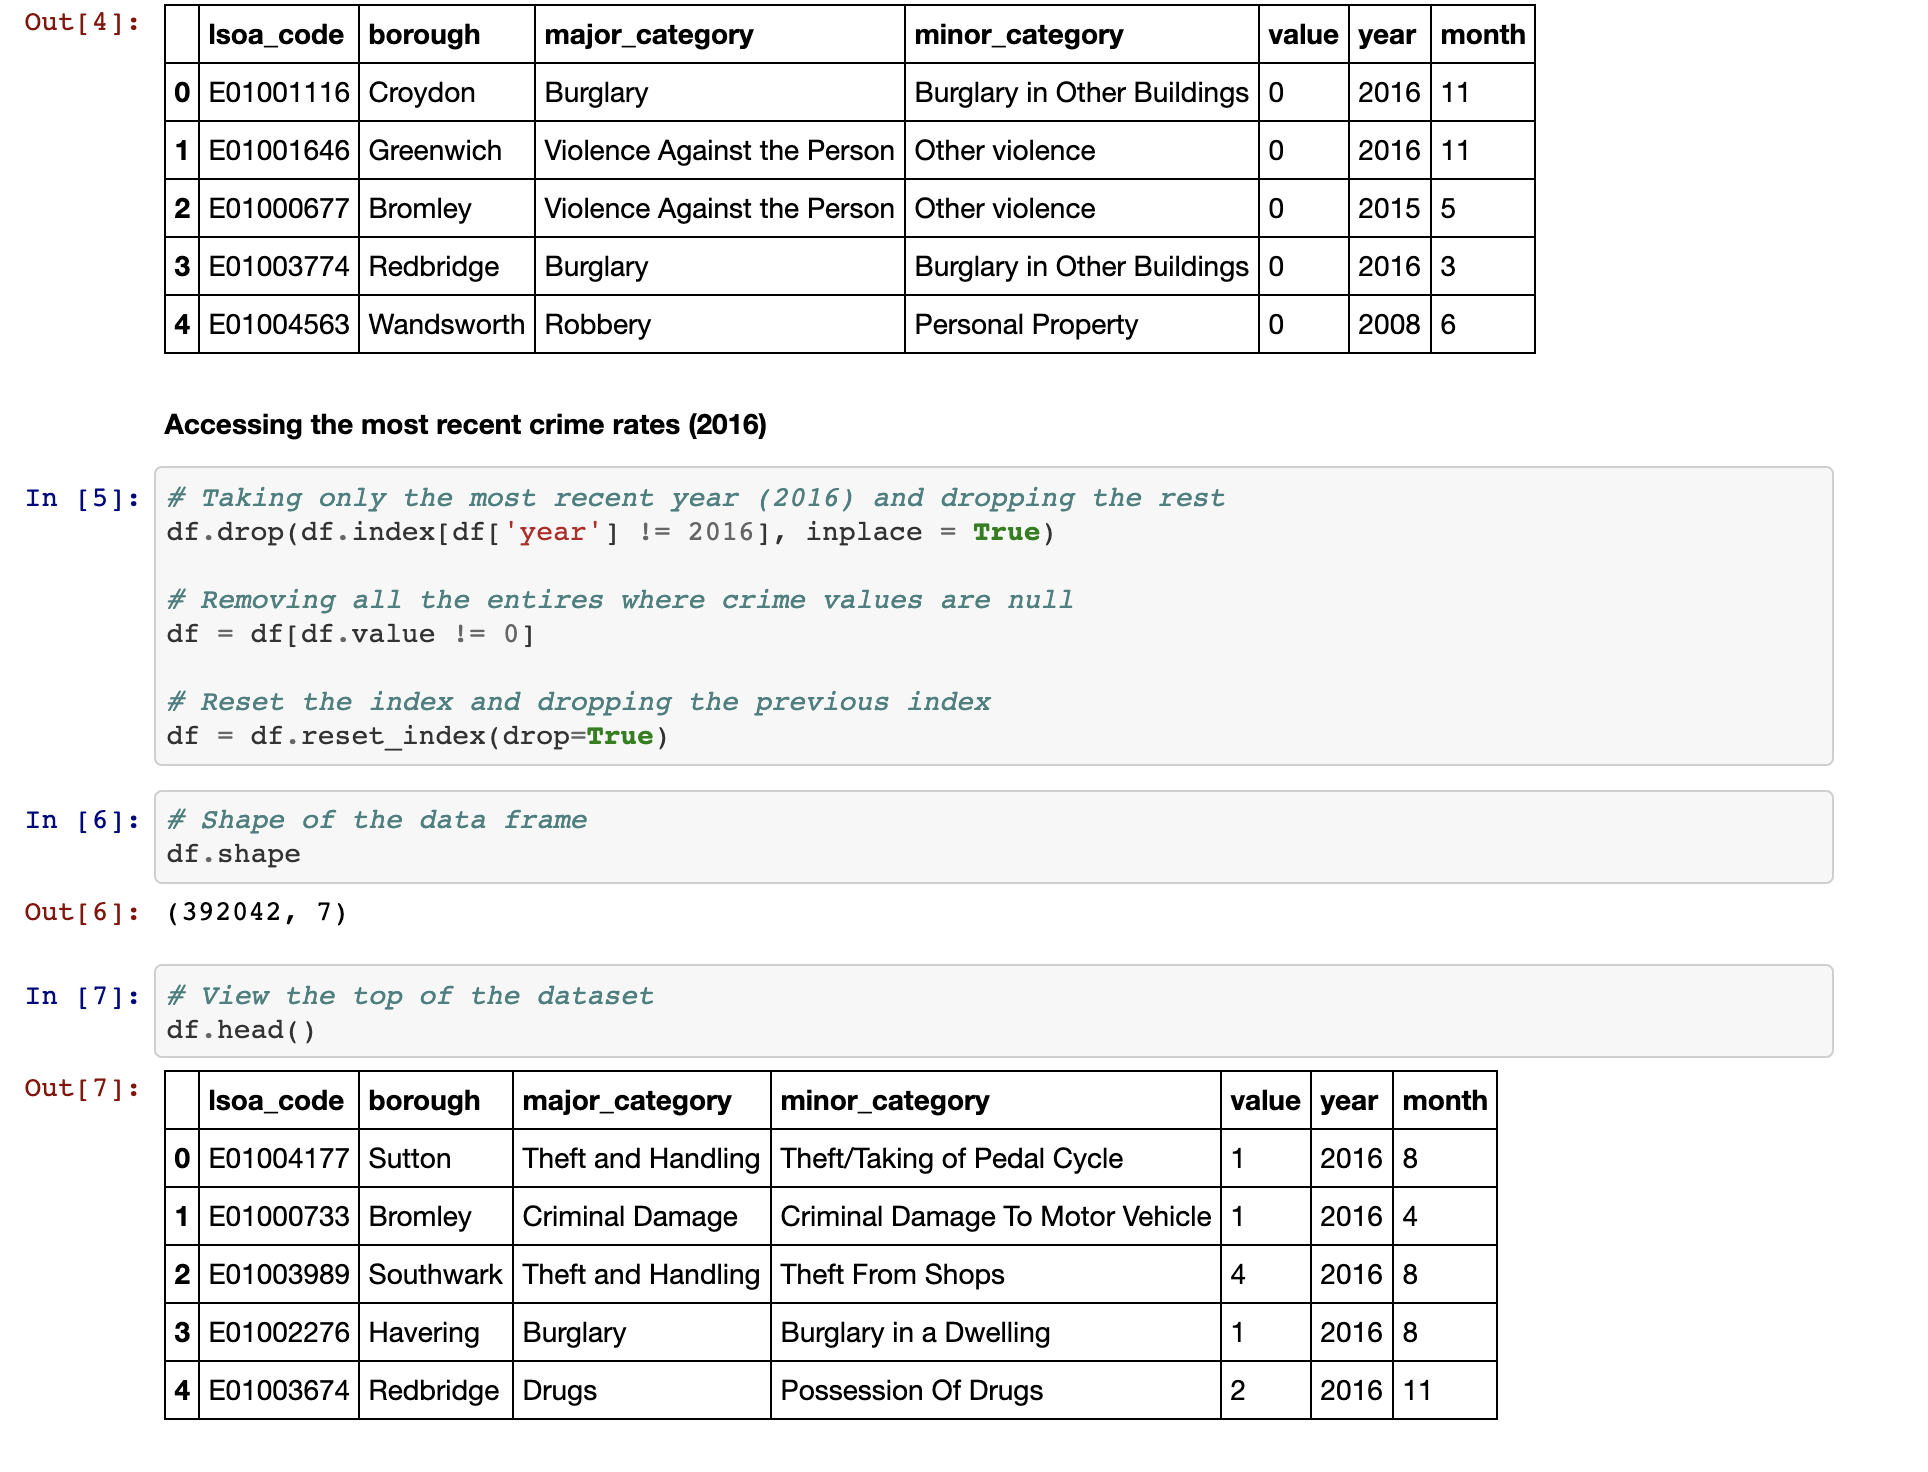 Out[4]:
lsoa_code borough major_category minor_category value year month
0 E01001116 Croydon Burglary Burglary in Other Buildings 0 2016 11
1 E01001646 Greenwich Violence Against the Person Other violence 0 2016 11
2 E01000677 Bromley Violence Against the Person Other violence 0 2015 5
3 E01003774 Redbridge Burglary Burglary in Other Buildings 0 2016 3
4 E01004563 Wandsworth Robbery Personal Property 0 2008 6
Accessing the most recent crime rates (2016)
In [5]: # Taking only the most recent year (2016) and dropping the rest
df.drop(df.index[df['year'] != 2016], inplace = True)
# Removing all the entires where crime values are null
df = df[df.value != 0]
# Reset the index and dropping the previous index
df = df.reset_index(drop=True)
In [6]: # Shape of the data frame
df.shape
Out[6]: (392042, 7)
In [7]: # View the top of the dataset
df.head()
Out[7]:
lsoa_code borough major_category minor_category value year month
0 E01004177 Sutton Theft and Handling Theft/Taking of Pedal Cycle 1 2016 8
1 E01000733 Bromley Criminal Damage Criminal Damage To Motor Vehicle 1 2016 4
2 E01003989 Southwark Theft and Handling Theft From Shops 4 2016 8
3 E01002276 Havering Burglary Burglary in a Dwelling 1 2016 8
4 E01003674 Redbridge Drugs Possession Of Drugs 2 2016 11